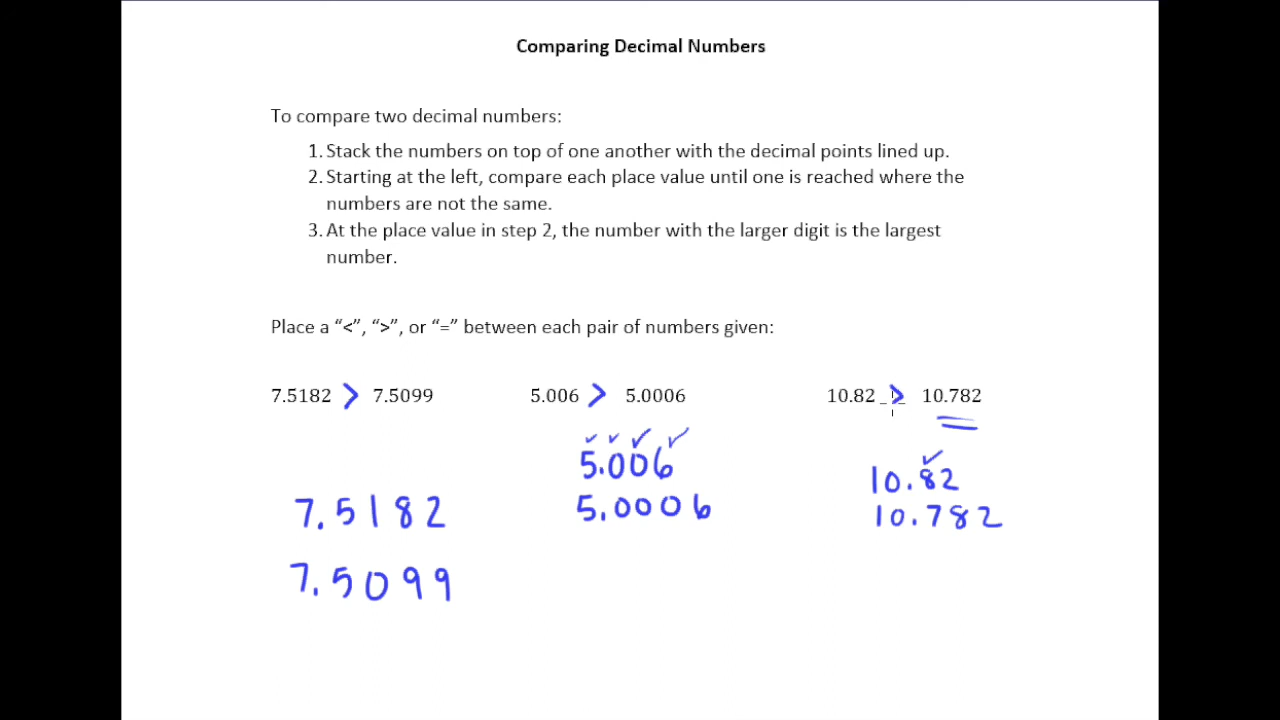 Comparing Decimal Numbers
To compare two decimal numbers:
1. Stack the numbers on top of one another with the decimal points lined up.
2. Starting at the left, compare each place value until one is reached where the
numbers are not the same.
3. At the place value in step 2, the number with the larger digit is the largest
number.
Place a “<”, “>”, or “=” between each pair of numbers given:
7.5182 > 7.5099 5.006 > 5.0006 10.82 > 10.782
5.006
5.0006
10.82
10.782
7.5182
7.5099